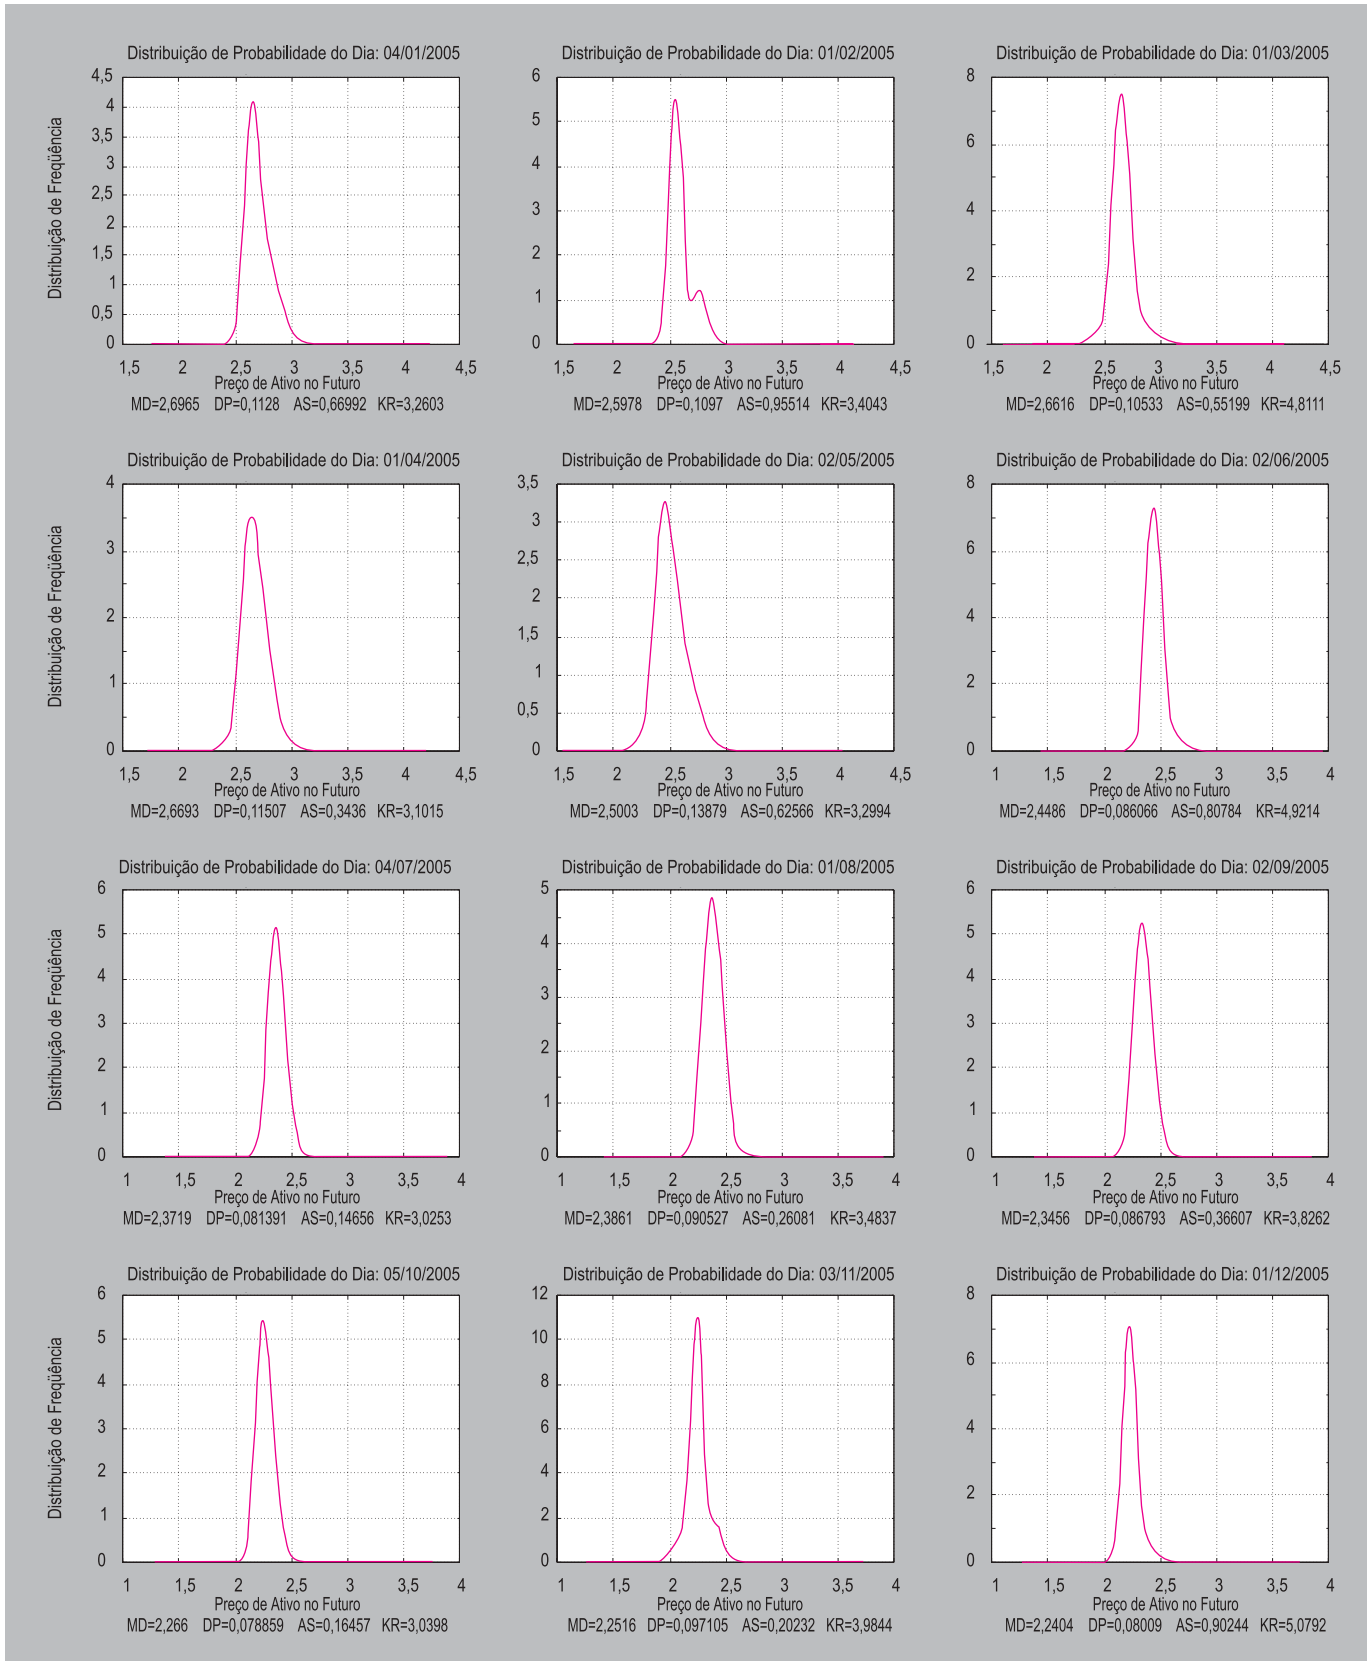 Distribuição de Probabilidade do Dia: 04/01/2005
Distribuição de Freqüência
4,5
4
3,5
3
2,5
2
1,5
1
0,5
0
1,5 2 2,5 3 3,5 4 4,5
Preço de Ativo no Futuro
MD=2,6965 DP=0,1128 AS=0,66992 KR=3,2603
Distribuição de Probabilidade do Dia: 01/02/2005
6
5
4
3
2
1
0
1,5 2 2,5 3 3,5 4 4,5
Preço de Ativo no Futuro
MD=2,5978 DP=0,1097 AS=0,95514 KR=3,4043
Distribuição de Probabilidade do Dia: 01/03/2005
8
6
4
2
0
1,5 2 2,5 3 3,5 4 4,5
Preço de Ativo no Futuro
MD=2,6616 DP=0,10533 AS=0,55199 KR=4,8111
Distribuição de Probabilidade do Dia: 01/04/2005
Distribuição de Freqüência
4
3
2
1
0
1,5 2 2,5 3 3,5 4 4,5
Preço de Ativo no Futuro
MD=2,6693 DP=0,11507 AS=0,3436 KR=3,1015
Distribuição de Probabilidade do Dia: 02/05/2005
3,5
3
2,5
2
1,5
1
0,5
0
1,5 2 2,5 3 3,5 4 4,5
Preço de Ativo no Futuro
MD=2,5003 DP=0,13879 AS=0,62566 KR=3,2994
Distribuição de Probabilidade do Dia: 02/06/2005
8
6
4
2
0
1 1,5 2 2,5 3 3,5 4
Preço de Ativo no Futuro
MD=2,4486 DP=0,086066 AS=0,80784 KR=4,9214
Distribuição de Probabilidade do Dia: 04/07/2005
Distribuição de Freqüência
6
5
4
3
2
1
0
1 1,5 2 2,5 3 3,5 4
Preço de Ativo no Futuro
MD=2,3719 DP=0,081391 AS=0,14656 KR=3,0253
Distribuição de Probabilidade do Dia: 01/08/2005
5
4
3
2
1
0
1 1,5 2 2,5 3 3,5 4
Preço de Ativo no Futuro
MD=2,3861 DP=0,090527 AS=0,26081 KR=3,4837
Distribuição de Probabilidade do Dia: 02/09/2005
6
5
4
3
2
1
0
1 1,5 2 2,5 3 3,5 4
Preço de Ativo no Futuro
MD=2,3456 DP=0,086793 AS=0,36607 KR=3,8262
Distribuição de Probabilidade do Dia: 05/10/2005
Distribuição de Freqüência
6
5
4
3
2
1
0
1 1,5 2 2,5 3 3,5 4
Preço de Ativo no Futuro
MD=2,266 DP=0,078859 AS=0,16457 KR=3,0398
Distribuição de Probabilidade do Dia: 03/11/2005
12
10
8
6
4
2
0
1 1,5 2 2,5 3 3,5 4
Preço de Ativo no Futuro
MD=2,2516 DP=0,097105 AS=0,20232 KR=3,9844
Distribuição de Probabilidade do Dia: 01/12/2005
8
6
4
2
0
1 1,5 2 2,5 3 3,5 4
Preço de Ativo no Futuro
MD=2,2404 DP=0,08009 AS=0,90244 KR=5,0792